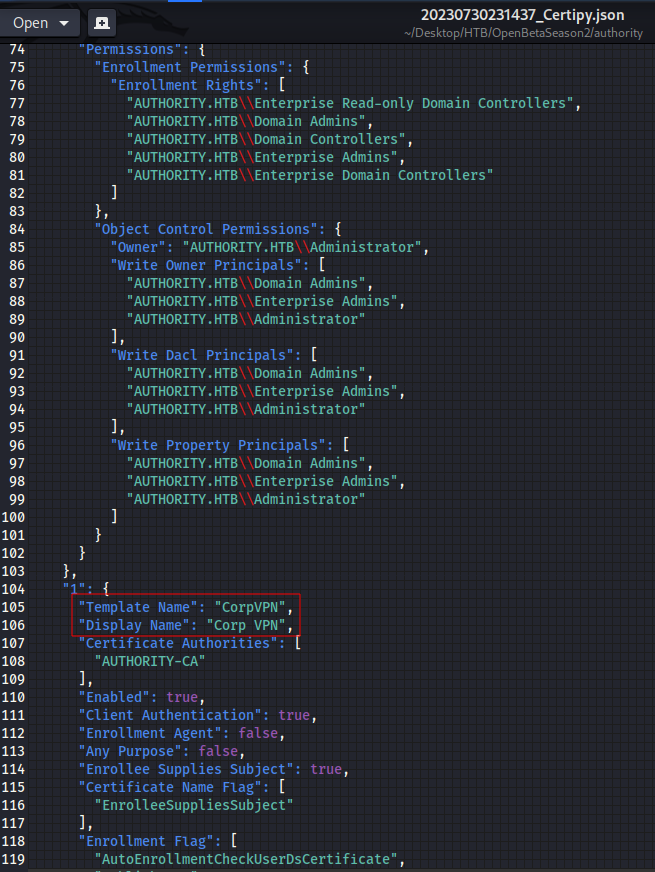 Open
20230730231437_Certipy.json
~/Desktop/HTB/OpenBetaSeason2/authority
74 "Permissions": {
75 "Enrollment Permissions": {
76 "Enrollment Rights": [
77 "AUTHORITY.HTB\\Enterprise Read-only Domain Controllers",
78 "AUTHORITY.HTB\\Domain Admins",
79 "AUTHORITY.HTB\\Domain Controllers",
80 "AUTHORITY.HTB\\Enterprise Admins",
81 "AUTHORITY.HTB\\Enterprise Domain Controllers"
82 ]
83 },
84 "Object Control Permissions": {
85 "Owner": "AUTHORITY.HTB\\Administrator",
86 "Write Owner Principals": [
87 "AUTHORITY.HTB\\Domain Admins",
88 "AUTHORITY.HTB\\Enterprise Admins",
89 "AUTHORITY.HTB\\Administrator"
90 ],
91 "Write Dacl Principals": [
92 "AUTHORITY.HTB\\Domain Admins",
93 "AUTHORITY.HTB\\Enterprise Admins",
94 "AUTHORITY.HTB\\Administrator"
95 ],
96 "Write Property Principals": [
97 "AUTHORITY.HTB\\Domain Admins",
98 "AUTHORITY.HTB\\Enterprise Admins",
99 "AUTHORITY.HTB\\Administrator"
100 ]
101 }
102 }
103 },
104 "1": {
105 "Template Name": "CorpVPN",
106 "Display Name": "Corp VPN",
107 "Certificate Authorities": [
108 "AUTHORITY-CA"
109 ],
110 "Enabled": true,
111 "Client Authentication": true,
112 "Enrollment Agent": false,
113 "Any Purpose": false,
114 "Enrollee Supplies Subject": true,
115 "Certificate Name Flag": [
116 "EnrolleeSuppliesSubject"
117 ],
118 "Enrollment Flag": [
119 "AutoEnrollmentCheckUserDsCertificate",